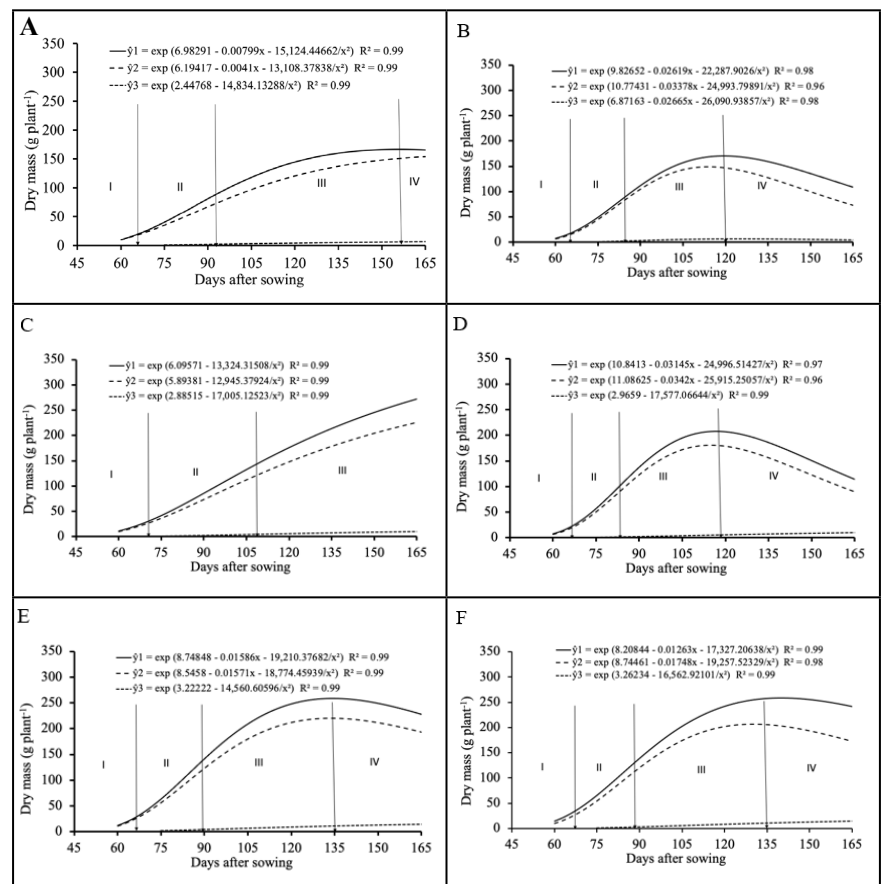 A
350
300
250
200
150
100
50
0
Dry mass (g plant⁻¹)
ŷ1 = exp (6.98291 - 0.00799x - 15,124.44662/x²) R² = 0.99
ŷ2 = exp (6.19417 - 0.0041x - 13,108.37838/x²) R² = 0.99
ŷ3 = exp (2.44768 - 14,834.13288/x²) R² = 0.99
I II III IV
45 60 75 90 105 120 135 150 165
Days after sowing
B
350
300
250
200
150
100
50
0
Dry mass (g plant⁻¹)
ŷ1 = exp (9.82652 - 0.02619x - 22,287.9026/x²) R² = 0.98
ŷ2 = exp (10.77431 - 0.03378x - 24,993.79891/x²) R² = 0.96
ŷ3 = exp (6.87163 - 0.02665x - 26,090.93857/x²) R² = 0.98
I II III IV
45 60 75 90 105 120 135 150 165
Days after sowing
C
350
300
250
200
150
100
50
0
Dry mass (g plant⁻¹)
ŷ1 = exp (6.09571 - 13,324.31508/x²) R² = 0.99
ŷ2 = exp (5.89381 - 12,945.37924/x²) R² = 0.99
ŷ3 = exp (2.88515 - 17,005.12523/x²) R² = 0.99
I II III
45 60 75 90 105 120 135 150 165
Days after sowing
D
350
300
250
200
150
100
50
0
Dry mass (g plant⁻¹)
ŷ1 = exp (10.8413 - 0.03145x - 24,996.51427/x²) R² = 0.97
ŷ2 = exp (11.08625 - 0.0342x - 25,915.25057/x²) R² = 0.96
ŷ3 = exp (2.9659 - 17,577.06644/x²) R² = 0.99
I II III IV
45 60 75 90 105 120 135 150 165
Days after sowing
E
350
300
250
200
150
100
50
0
Dry mass (g plant⁻¹)
ŷ1 = exp (8.74848 - 0.01586x - 19,210.37682/x²) R² = 0.99
ŷ2 = exp (8.5458 - 0.01571x - 18,774.45939/x²) R² = 0.99
ŷ3 = exp (3.22222 - 14,560.60596/x²) R² = 0.99
I II III IV
45 60 75 90 105 120 135 150 165
Days after sowing
F
350
300
250
200
150
100
50
0
Dry mass (g plant⁻¹)
ŷ1 = exp (8.20844 - 0.01263x - 17,327.20638/x²) R² = 0.99
ŷ2 = exp (8.74461 - 0.01748x - 19,257.52329/x²) R² = 0.98
ŷ3 = exp (3.26234 - 16,562.92101/x²) R² = 0.99
I II III IV
45 60 75 90 105 120 135 150 165
Days after sowing